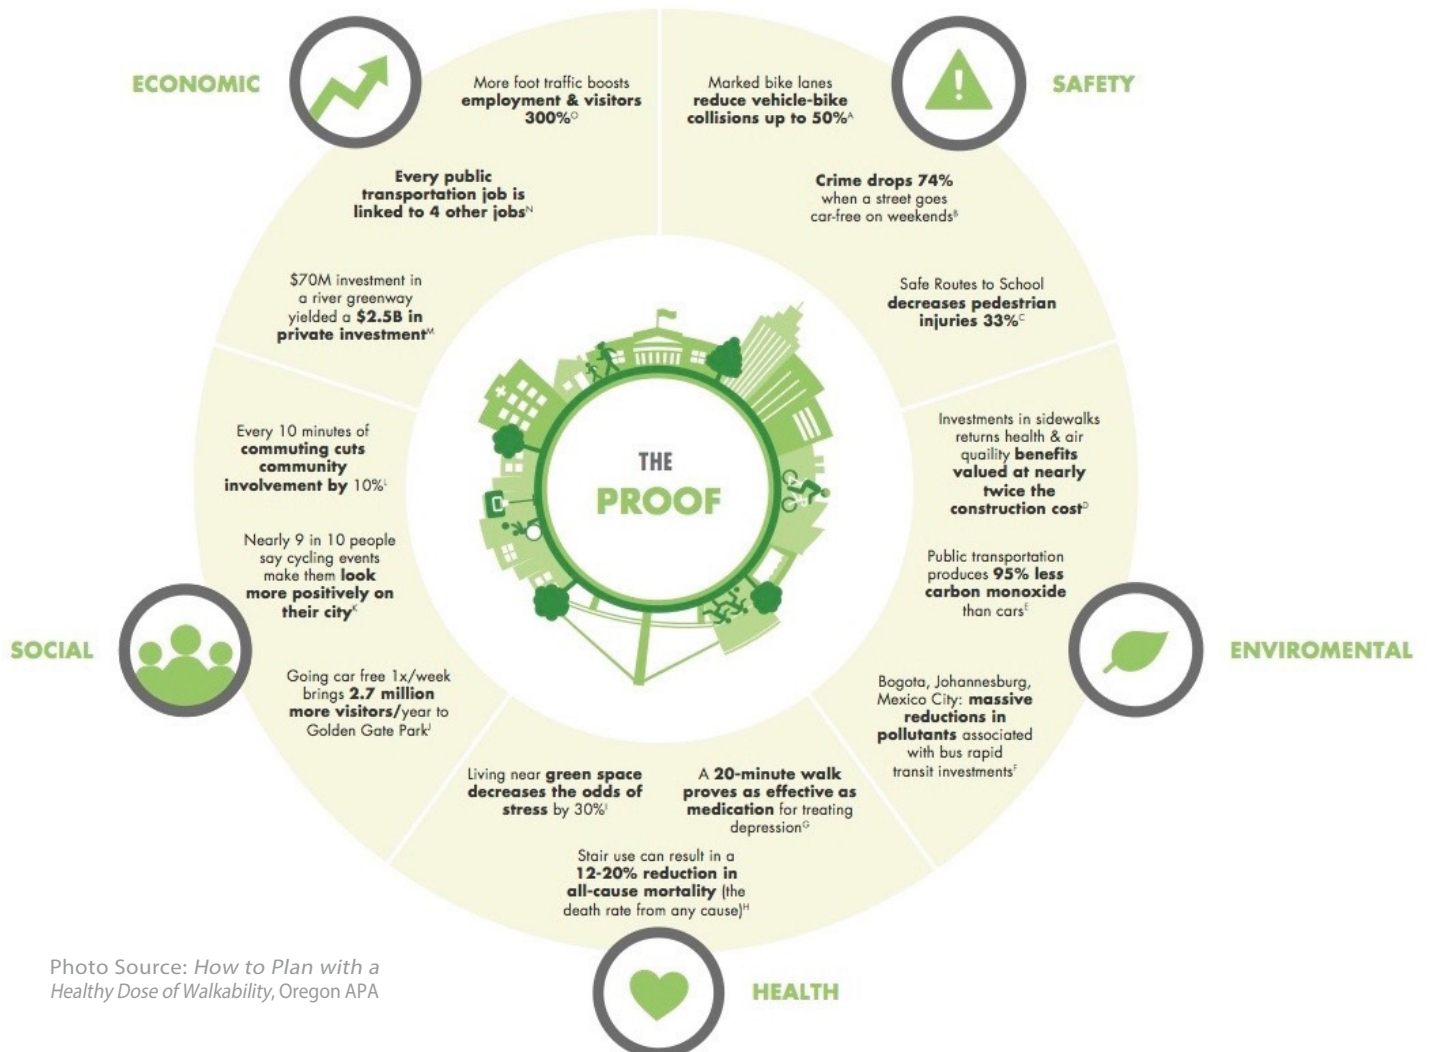 ECONOMIC
More foot traffic boosts
employment & visitors
300%O
Every public
transportation job is
linked to 4 other jobsN
$70M investment in
a river greenway
yielded a $2.5B in
private investmentM
SAFETY
Marked bike lanes
reduce vehicle-bike
collisions up to 50%A
Crime drops 74%
when a street goes
car-free on weekendsB
Safe Routes to School
decreases pedestrian
injuries 33%C
THE
PROOF
Investments in sidewalks
returns health & air
quaility benefits
valued at nearly
twice the
construction costD
Public transportation
produces 95% less
carbon monoxide
than carsE
Bogota, Johannesburg,
Mexico City: massive
reductions in
pollutants associated
with bus rapid
transit investmentsF
ENVIROMENTAL
Every 10 minutes of
commuting cuts
community
involvement by 10%L
Nearly 9 in 10 people
say cycling events
make them look
more positively on
their cityK
Going car free 1x/week
brings 2.7 million
more visitors/year to
Golden Gate ParkJ
SOCIAL
Living near green space
decreases the odds of
stress by 30%I
A 20-minute walk
proves as effective as
medication for treating
depressionG
Stair use can result in a
12-20% reduction in
all-cause mortality (the
death rate from any cause)H
HEALTH
Photo Source: How to Plan with a
Healthy Dose of Walkability, Oregon APA